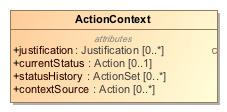 ActionContext
attributes
+justification : Justification [0..*]
+currentStatus : Action [0..1]
+statusHistory : ActionSet [0..*]
+contextSource : Action [0..*]